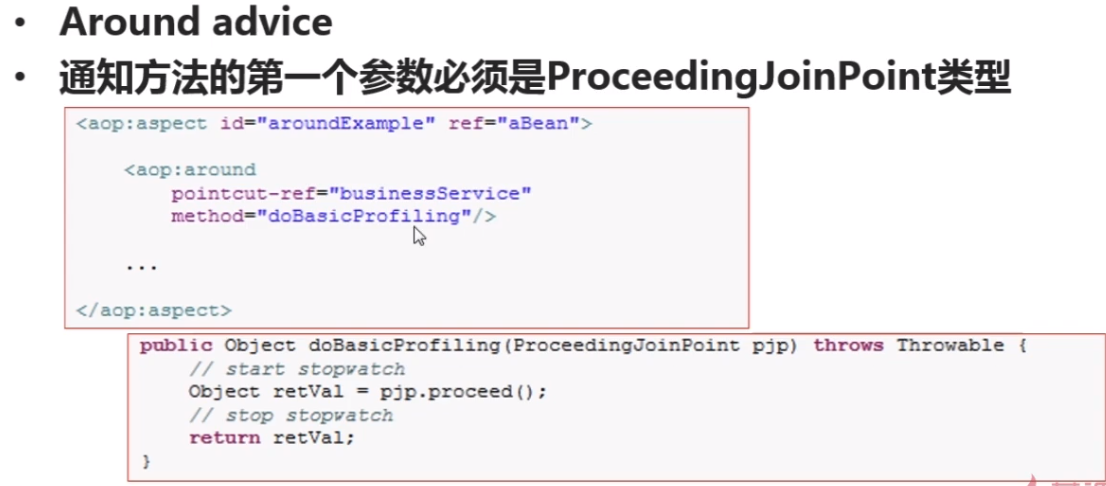 • Around advice
• 通知方法的第一个参数必须是ProceedingJoinPoint类型
<aop:aspect id="aroundExample" ref="aBean">
<aop:around
pointcut-ref="businessService"
method="doBasicProfiling"/>
...
</aop:aspect>
public Object doBasicProfiling(ProceedingJoinPoint pjp) throws Throwable {
// start stopwatch
Object retVal = pjp.proceed();
// stop stopwatch
return retVal;
}